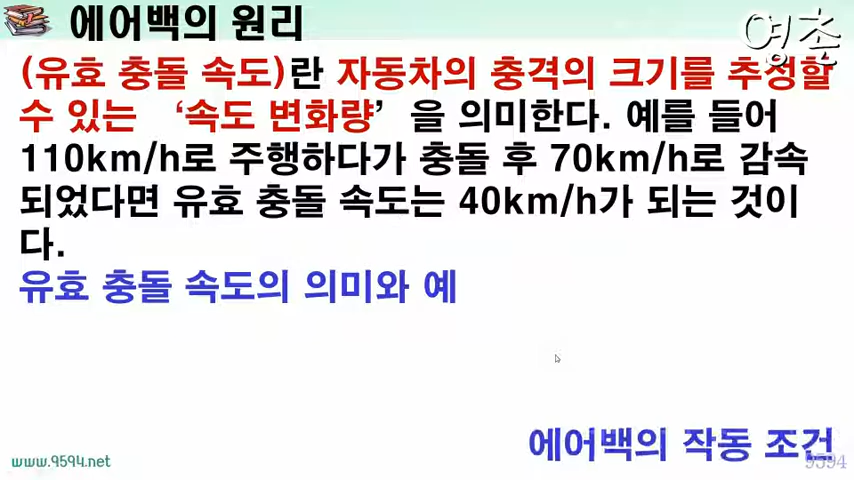 에어백의 원리
영촌
(유효 충돌 속도)란 자동차의 충격의 크기를 추정할
수 있는 ‘속도 변화량’을 의미한다. 예를 들어
110km/h로 주행하다가 충돌 후 70km/h로 감속
되었다면 유효 충돌 속도는 40km/h가 되는 것이
다.
유효 충돌 속도의 의미와 예
에어백의 작동 조건
www.9594.net
9594